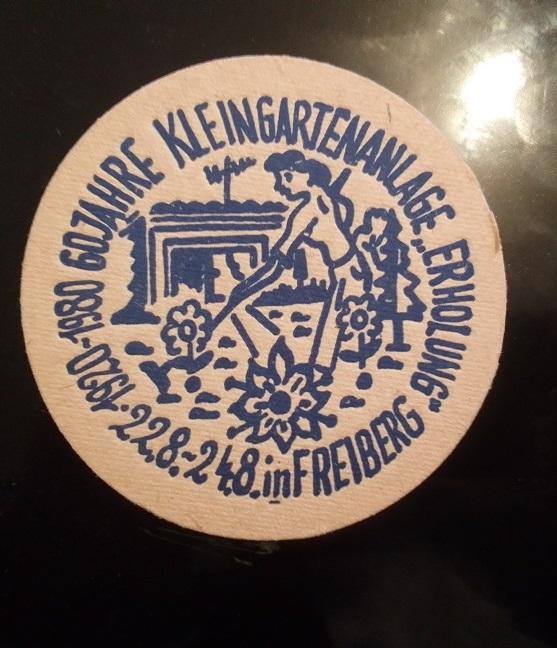 60 JAHRE KLEINGARTENANLAGE „ERHOLUNG“
1920-1980
22.8.-24.8. in FREIBERG